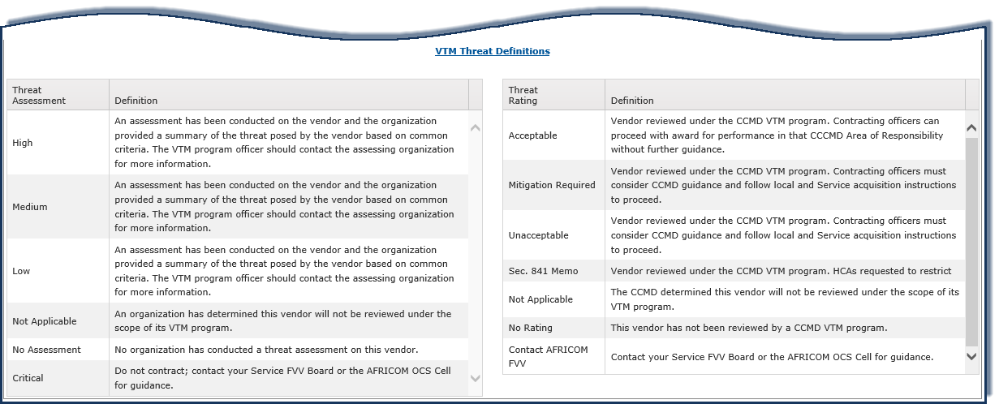 VTM Threat Definitions
Threat
Assessment
Definition
High
An assessment has been conducted on the vendor and the organization
provided a summary of the threat posed by the vendor based on common
criteria. The VTM program officer should contact the assessing organization
for more information.
Medium
An assessment has been conducted on the vendor and the organization
provided a summary of the threat posed by the vendor based on common
criteria. The VTM program officer should contact the assessing organization
for more information.
Low
An assessment has been conducted on the vendor and the organization
provided a summary of the threat posed by the vendor based on common
criteria. The VTM program officer should contact the assessing organization
for more information.
Not Applicable
An organization has determined this vendor will not be reviewed under the
scope of its VTM program.
No Assessment
No organization has conducted a threat assessment on this vendor.
Critical
Do not contract; contact your Service FVV Board or the AFRICOM OCS Cell
for guidance.
Threat
Rating
Definition
Acceptable
Vendor reviewed under the CCMD VTM program. Contracting officers can
proceed with award for performance in that CCCMD Area of Responsibility
without further guidance.
Mitigation Required
Vendor reviewed under the CCMD VTM program. Contracting officers must
consider CCMD guidance and follow local and Service acquisition instructions
to proceed.
Unacceptable
Vendor reviewed under the CCMD VTM program. Contracting officers must
consider CCMD guidance and follow local and Service acquisition instructions
to proceed.
Sec. 841 Memo
Vendor reviewed under the CCMD VTM program. HCAs requested to restrict
Not Applicable
The CCMD determined this vendor will not be reviewed under the scope of its
VTM program.
No Rating
This vendor has not been reviewed by a CCMD VTM program.
Contact AFRICOM
FVV
Contact your Service FVV Board or the AFRICOM OCS Cell for guidance.